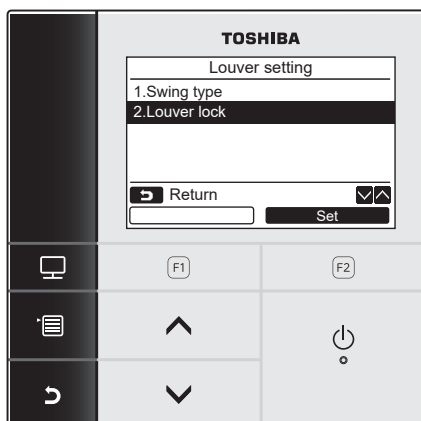 TOSHIBA
Louver setting
1.Swing type
2.Louver lock
Return
Set
F1
F2